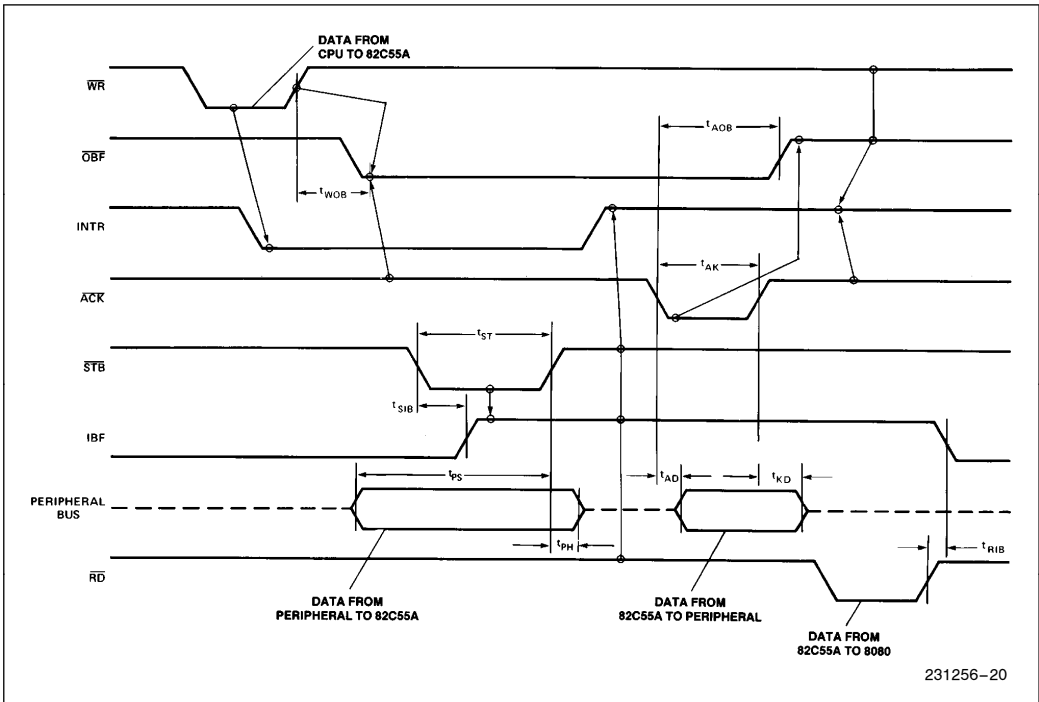 DATA FROM
CPU TO 82C55A
WR
tAOB
OBF
tWOB
INTR
tAK
ACK
tST
STB
tSIB
IBF
tPS
tAD
tKD
PERIPHERAL
BUS
tPH
tRIB
RD
DATA FROM
PERIPHERAL TO 82C55A
DATA FROM
82C55A TO PERIPHERAL
DATA FROM
82C55A TO 8080
231256–20